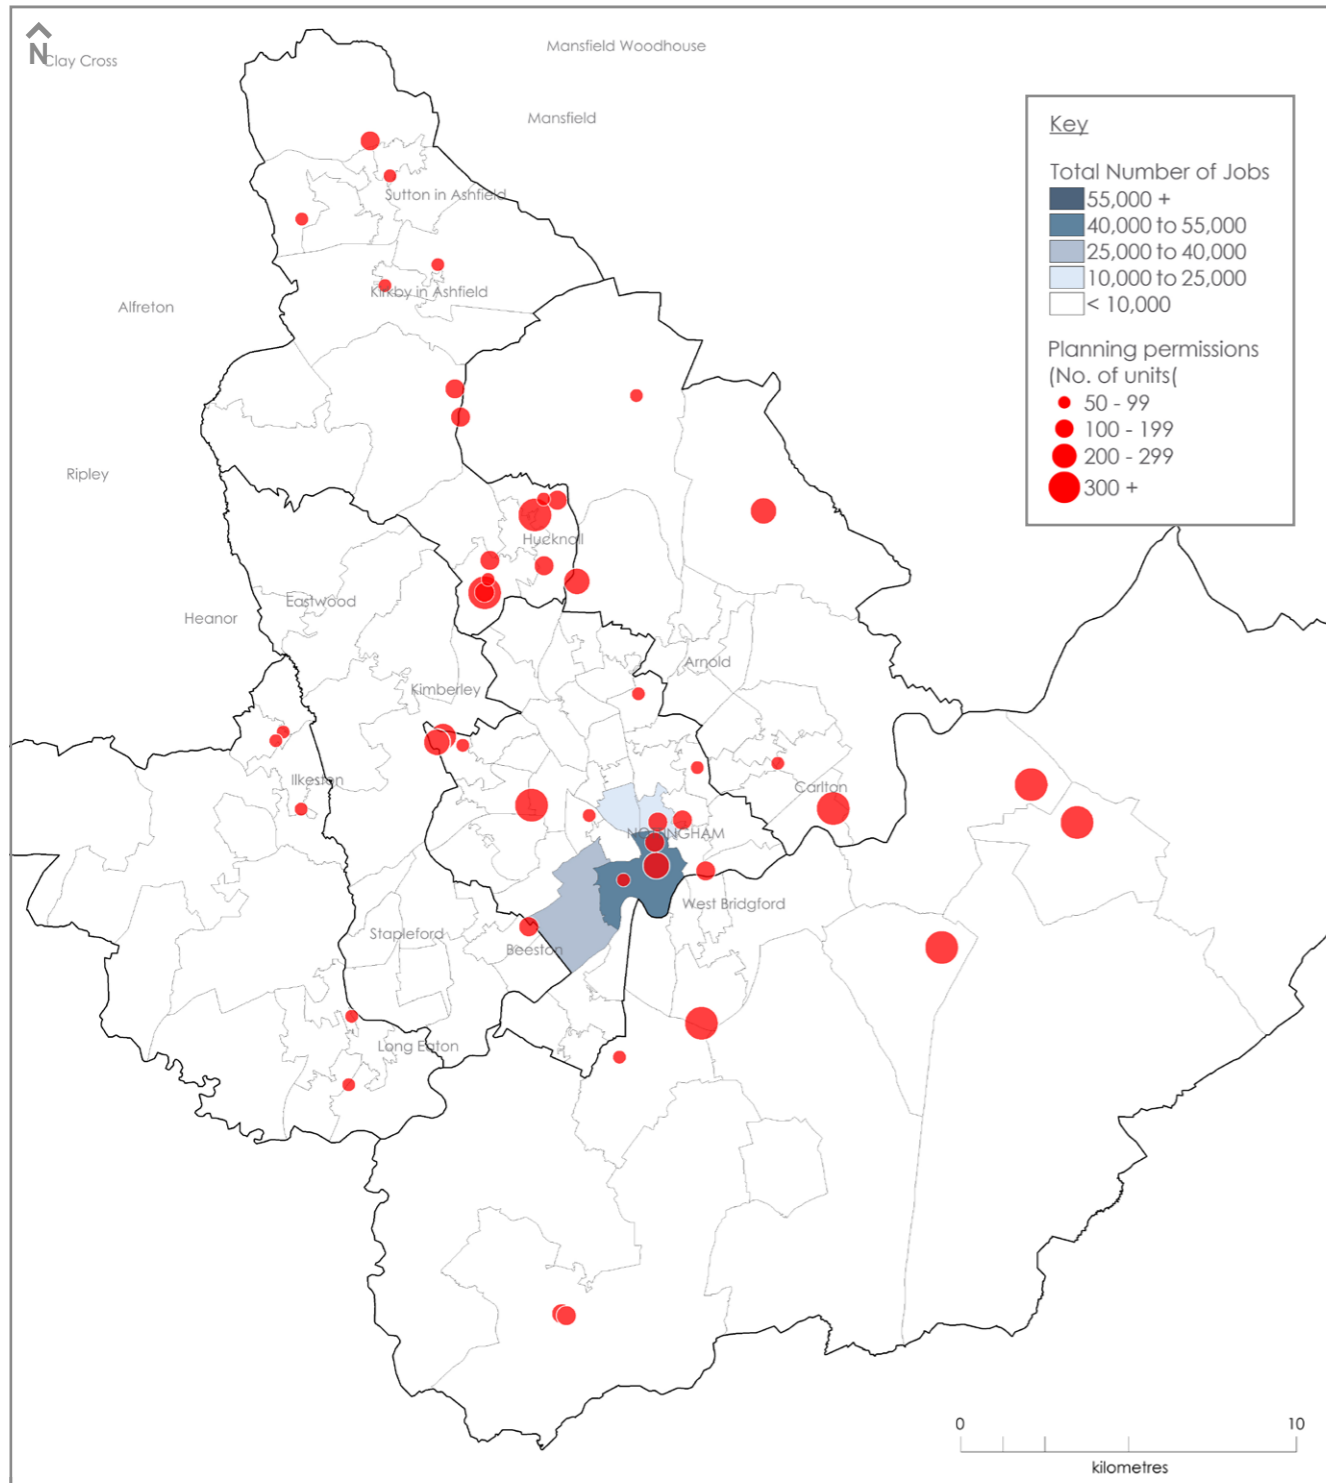 N
Clay Cross
Mansfield Woodhouse
Mansfield
Key
Total Number of Jobs
55,000 +
40,000 to 55,000
25,000 to 40,000
10,000 to 25,000
< 10,000
Planning permissions
(No. of units(
50 - 99
100 - 199
200 - 299
300 +
Sutton in Ashfield
Kirkby in Ashfield
Alfreton
Ripley
Hucknall
Eastwood
Heanor
Arnold
Kimberley
Ilkeston
Carlton
NOTTINGHAM
West Bridgford
Stapleford
Beeston
Long Eaton
0 10
kilometres